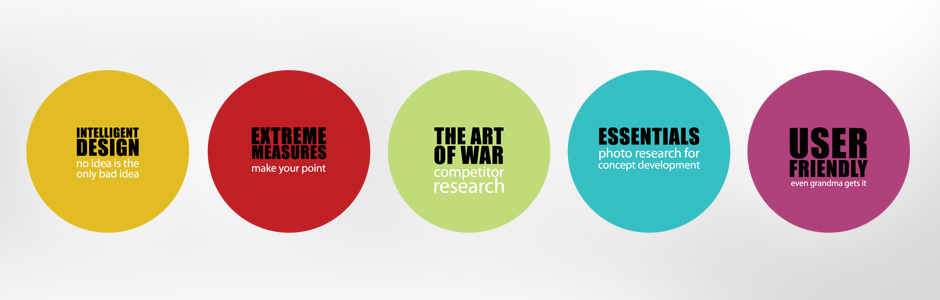 INTELLIGENT
DESIGN
no idea is the
only bad idea
EXTREME
MEASURES
make your point
THE ART
OF WAR
competitor
research
ESSENTIALS
photo research for
concept development
USER
FRIENDLY
even grandma gets it